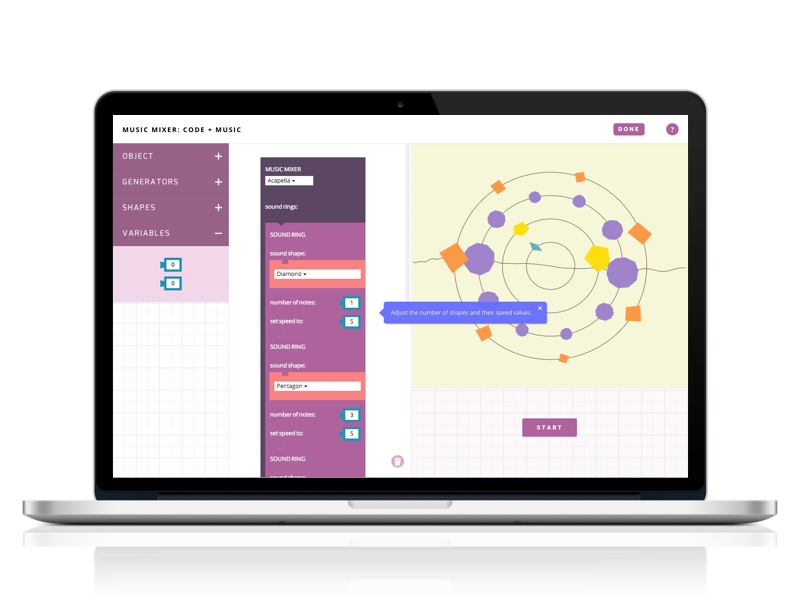 MUSIC MIXER: CODE + MUSIC
DONE
?
OBJECT +
GENERATORS +
SHAPES +
VARIABLES −
0
0
MUSIC MIXER
Acapella
sound rings:
SOUND RING
sound shape:
Diamond
number of notes: 1
set speed to: 5
SOUND RING
sound shape:
Pentagon
number of notes: 3
set speed to: 5
SOUND RING
sound shape:
Adjust the number of shapes and their speed values.
×
START